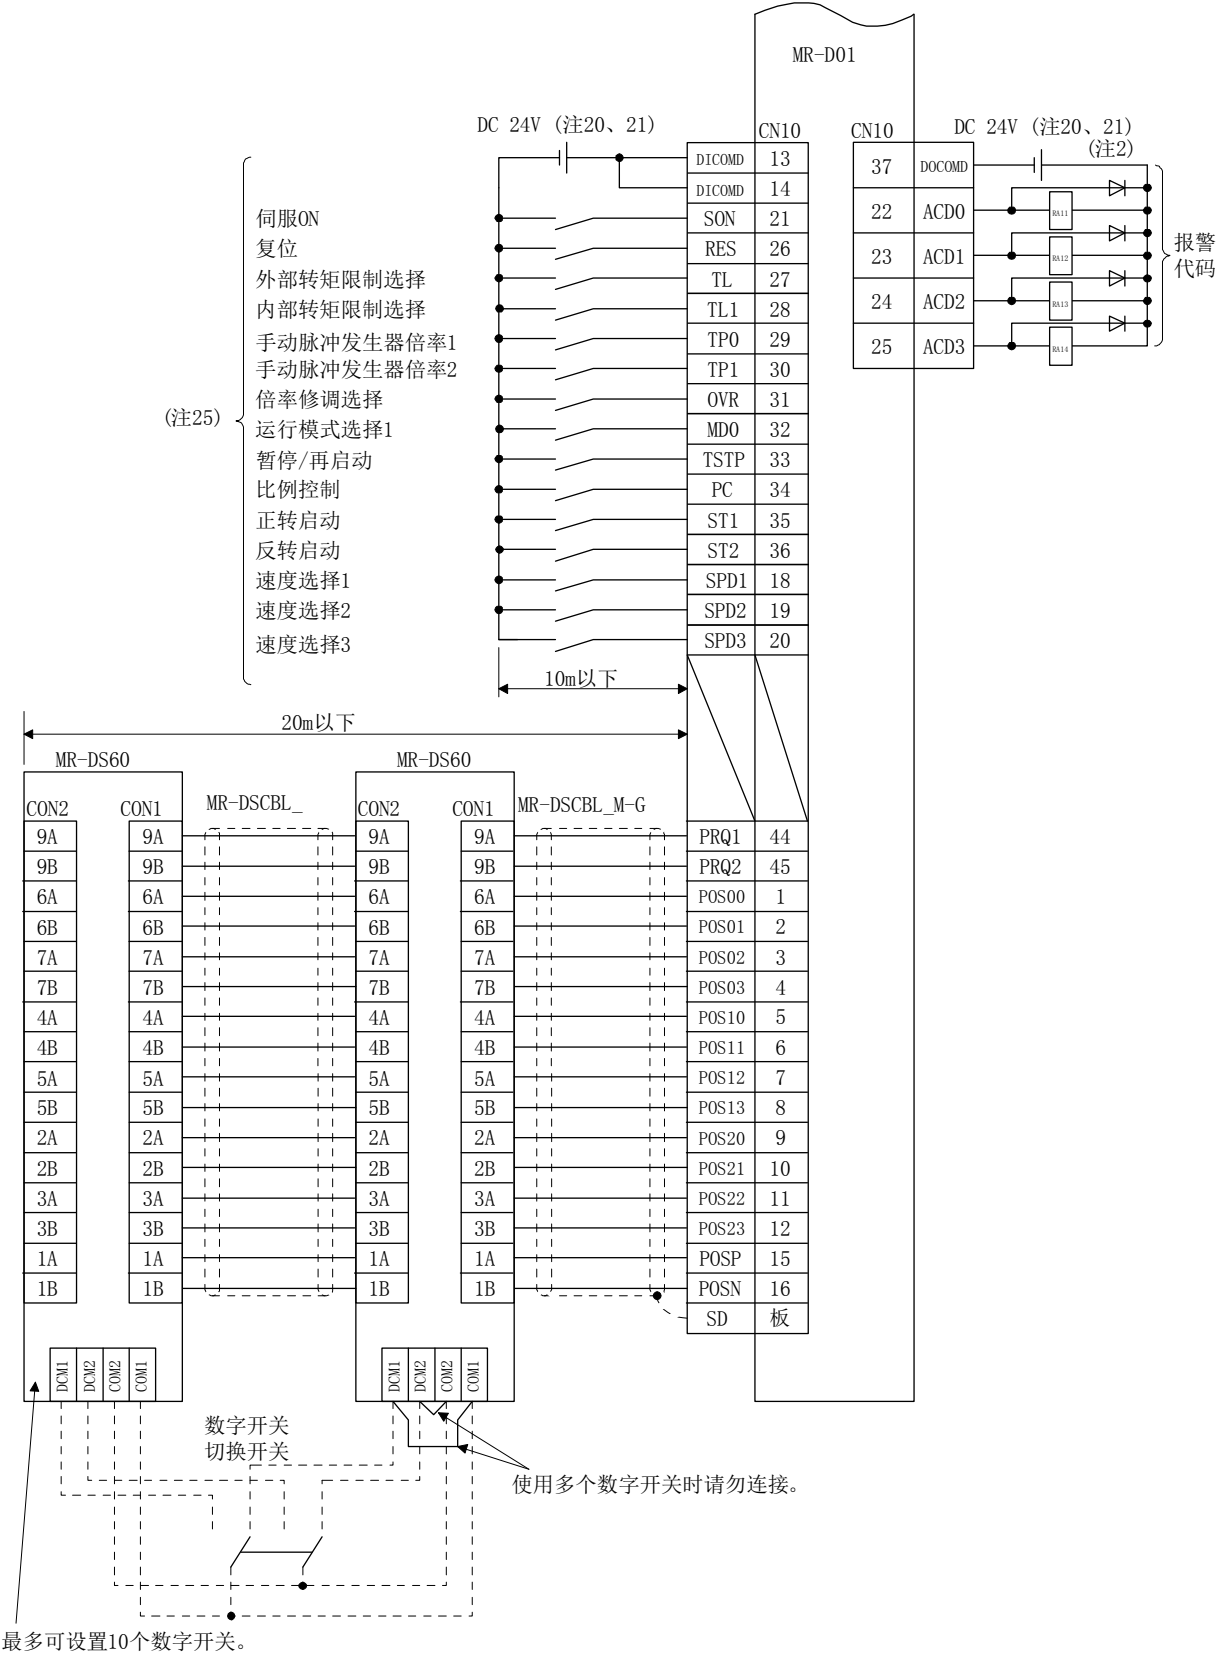 MR-D01
DC 24V (注20、21)
CN10
CN10
DC 24V (注20、21)
(注2)
DICOMD 13
DICOMD 14
伺服ON SON 21
复位 RES 26
外部转矩限制选择 TL 27
内部转矩限制选择 TL1 28
手动脉冲发生器倍率1 TP0 29
手动脉冲发生器倍率2 TP1 30
倍率修调选择 OVR 31
(注25)
运行模式选择1 MD0 32
暂停/再启动 TSTP 33
比例控制 PC 34
正转启动 ST1 35
反转启动 ST2 36
速度选择1 SPD1 18
速度选择2 SPD2 19
速度选择3 SPD3 20
37 DOCOMD
22 ACD0 RA11
23 ACD1 RA12
24 ACD2 RA13
25 ACD3 RA14
报警
代码
10m以下
20m以下
MR-DS60 MR-DS60
CON2 CON1 MR-DSCBL_ CON2 CON1 MR-DSCBL_M-G
9A 9A 9A 9A PRQ1 44
9B 9B 9B 9B PRQ2 45
6A 6A 6A 6A POS00 1
6B 6B 6B 6B POS01 2
7A 7A 7A 7A POS02 3
7B 7B 7B 7B POS03 4
4A 4A 4A 4A POS10 5
4B 4B 4B 4B POS11 6
5A 5A 5A 5A POS12 7
5B 5B 5B 5B POS13 8
2A 2A 2A 2A POS20 9
2B 2B 2B 2B POS21 10
3A 3A 3A 3A POS22 11
3B 3B 3B 3B POS23 12
1A 1A 1A 1A POSP 15
1B 1B 1B 1B POSN 16
SD 板
DCM1 DCM2 COM2 COM1 DCM1 DCM2 COM2 COM1
数字开关
切换开关
使用多个数字开关时请勿连接。
最多可设置10个数字开关。